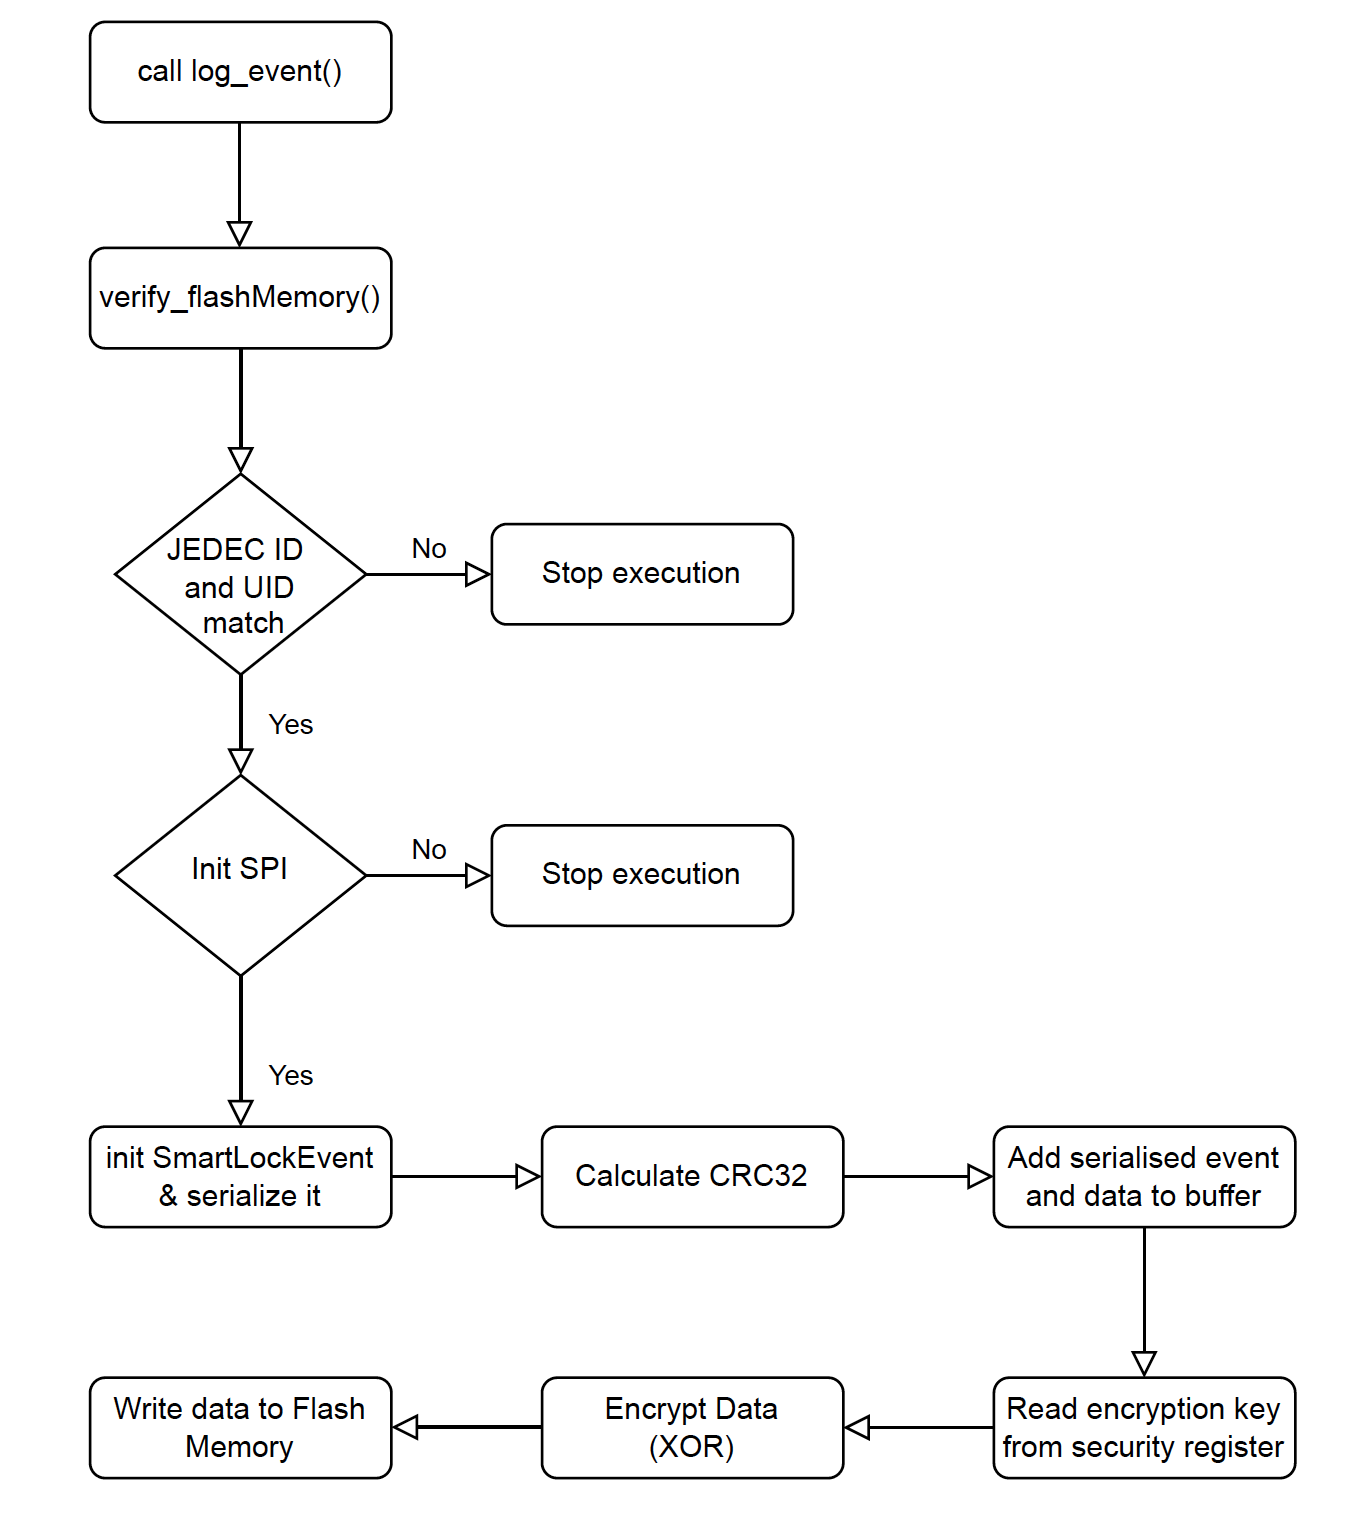 call log_event()
verify_flashMemory()
JEDEC ID
and UID
match
No
Stop execution
Yes
Init SPI
No
Stop execution
Yes
init SmartLockEvent
& serialize it
Calculate CRC32
Add serialised event
and data to buffer
Read encryption key
from security register
Encrypt Data
(XOR)
Write data to Flash
Memory